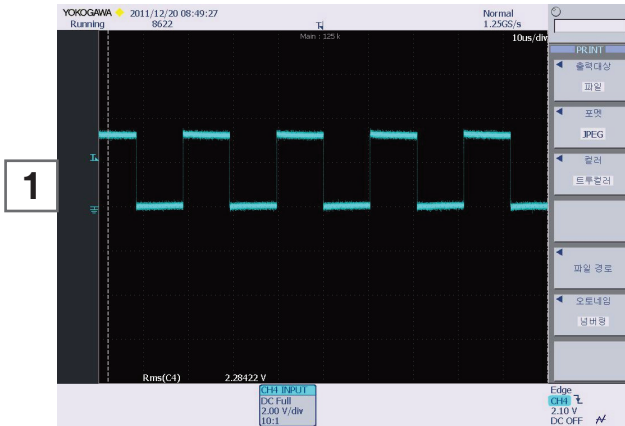 YOKOGAWA 2011/12/20 08:49:27 Normal
Running 8622 T 1.25GS/s
Main : 125 k 10us/div
PRINT
출력대상
파일
포맷
JPEG
컬러
트루컬러
파일 경로
오토네임
넘버링
T
1
Rms(C4) 2.28422 V
CH4 INPUT
DC Full
2.00 V/div
10:1
Edge
CH4
2.10 V
DC OFF